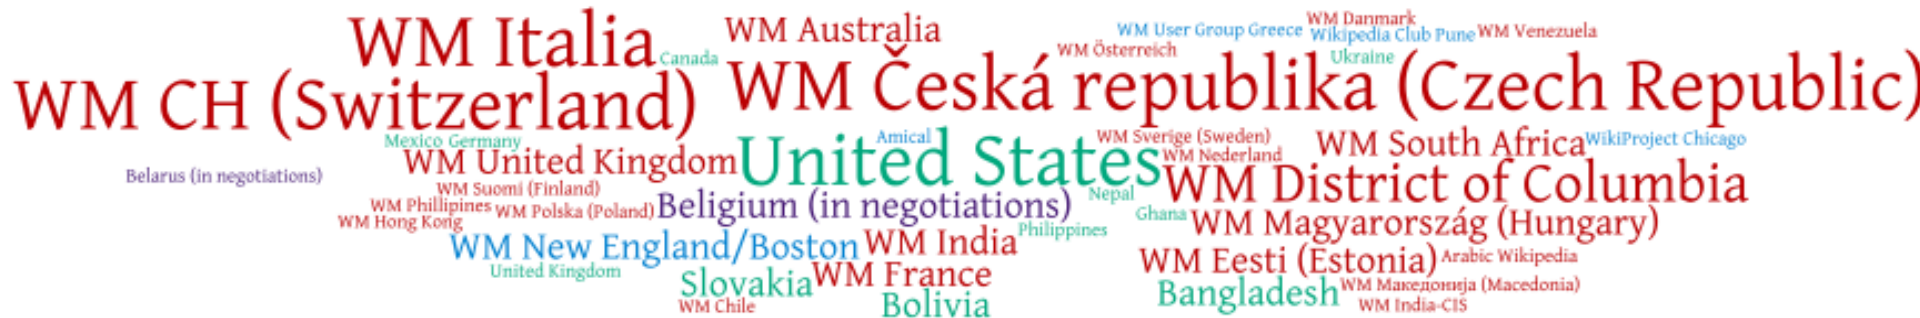 WM Italia
Canada
WM Australia
WM Österreich
WM User Group Greece
WM Danmark
Wikipedia Club Pune
WM Venezuela
Ukraine
WM CH (Switzerland)
WM Česká republika (Czech Republic)
Mexico
Germany
Amical
WM Sverige (Sweden)
WM South Africa
WikiProject Chicago
WM United Kingdom
United States
WM Nederland
Belarus (in negotiations)
WM Suomi (Finland)
Nepal
WM District of Columbia
WM Phillipines
WM Polska (Poland)
Beligium (in negotiations)
Ghana
WM Hong Kong
Philippines
WM Magyarország (Hungary)
WM New England/Boston
WM India
WM Eesti (Estonia)
Arabic Wikipedia
United Kingdom
Slovakia
WM France
Bangladesh
WM Македонија (Macedonia)
WM Chile
Bolivia
WM India-CIS